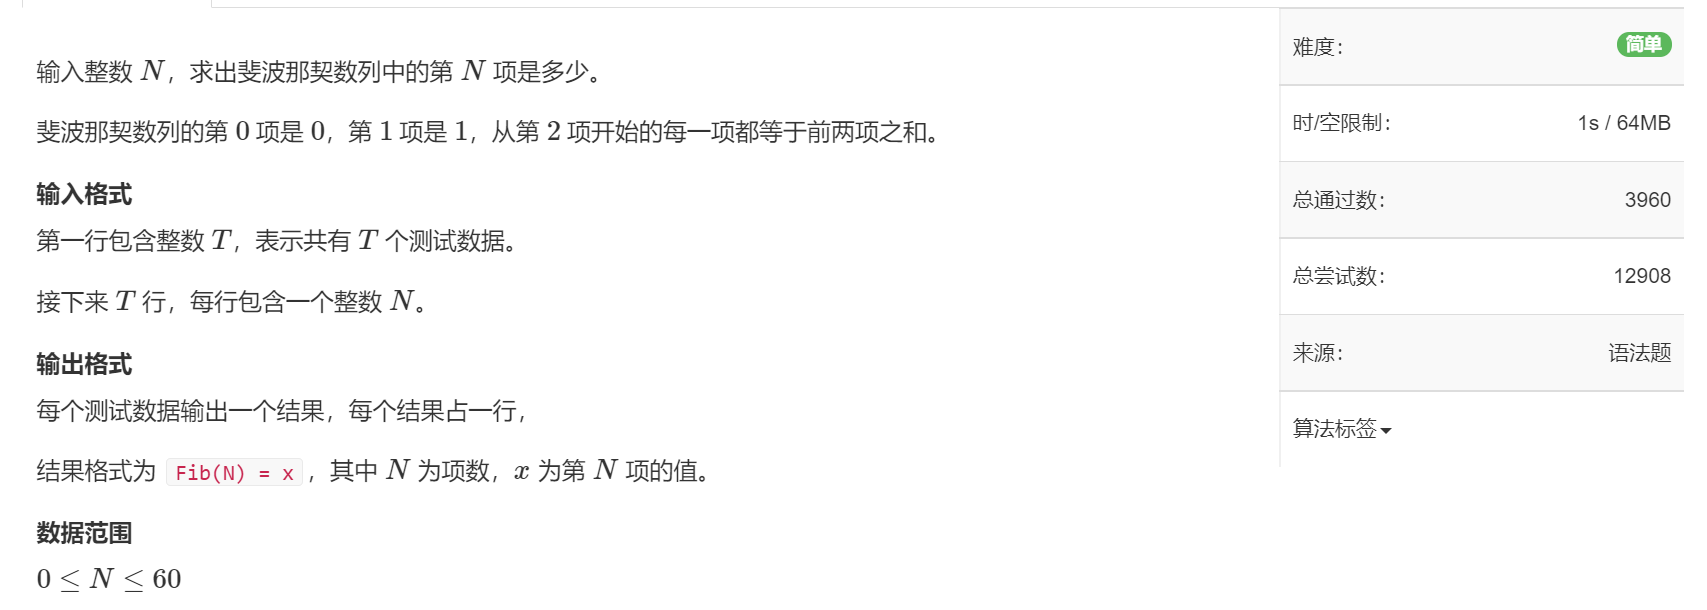 输入整数 N，求出斐波那契数列中的第 N 项是多少。
斐波那契数列的第 0 项是 0，第 1 项是 1，从第 2 项开始的每一项都等于前两项之和。
输入格式
第一行包含整数 T，表示共有 T 个测试数据。
接下来 T 行，每行包含一个整数 N。
输出格式
每个测试数据输出一个结果，每个结果占一行，
结果格式为 Fib(N) = x，其中 N 为项数，x 为第 N 项的值。
数据范围
0 ≤ N ≤ 60
难度： 简单
时/空限制： 1s / 64MB
总通过数： 3960
总尝试数： 12908
来源： 语法题
算法标签